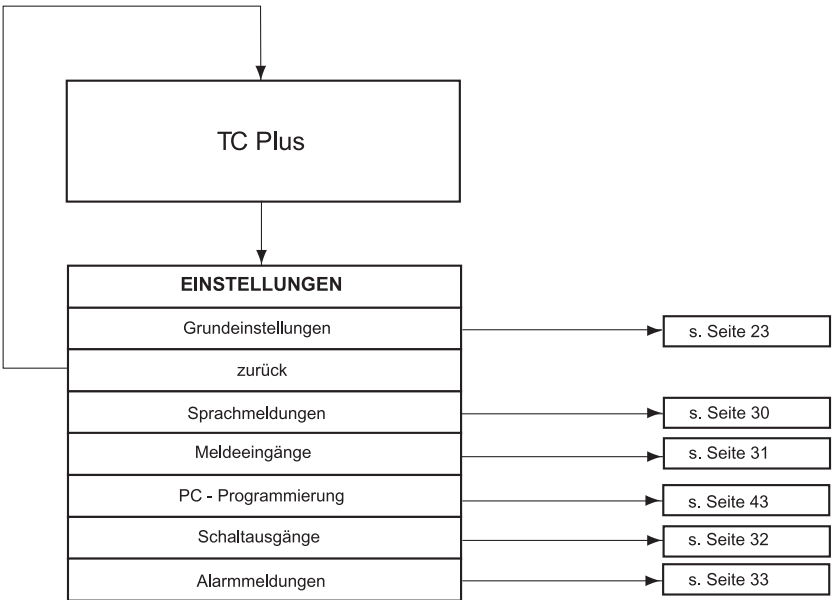 TC Plus
EINSTELLUNGEN
Grundeinstellungen
s. Seite 23
zurück
Sprachmeldungen
s. Seite 30
Meldeeingänge
s. Seite 31
PC - Programmierung
s. Seite 43
Schaltausgänge
s. Seite 32
Alarmmeldungen
s. Seite 33